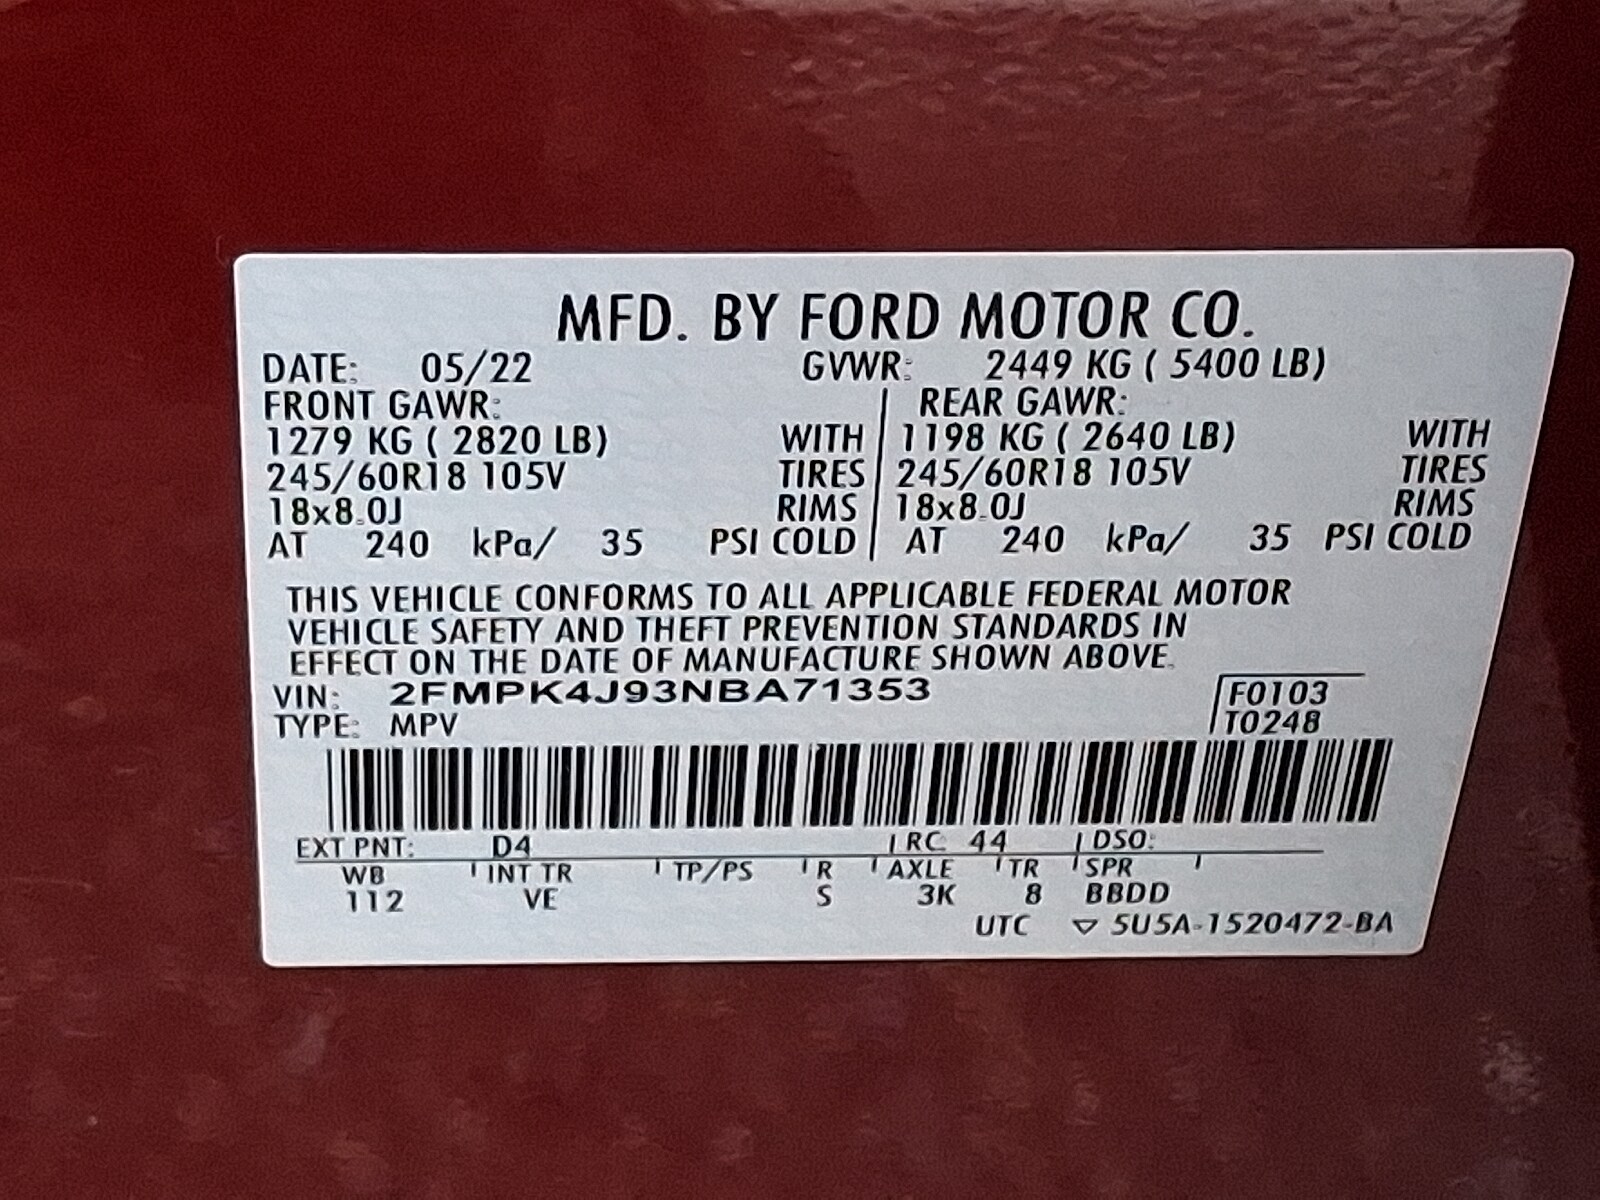 MFD. BY FORD MOTOR CO.
DATE: 05/22 GVWR: 2449 KG ( 5400 LB)
FRONT GAWR: REAR GAWR:
1279 KG ( 2820 LB) WITH 1198 KG ( 2640 LB) WITH
245/60R18 105V TIRES 245/60R18 105V TIRES
18x8.0J RIMS 18x8.0J RIMS
AT 240 kPa/ 35 PSI COLD AT 240 kPa/ 35 PSI COLD
THIS VEHICLE CONFORMS TO ALL APPLICABLE FEDERAL MOTOR
VEHICLE SAFETY AND THEFT PREVENTION STANDARDS IN
EFFECT ON THE DATE OF MANUFACTURE SHOWN ABOVE.
VIN: 2FMPK4J93NBA71353 F0103
TYPE: MPV T0248
EXT PNT: D4 RC: 44 DSO:
WB INT TR TP/PS R AXLE TR SPR
112 VE S 3K 8 BBDD
UTC ▽ 5U5A-1520472-BA